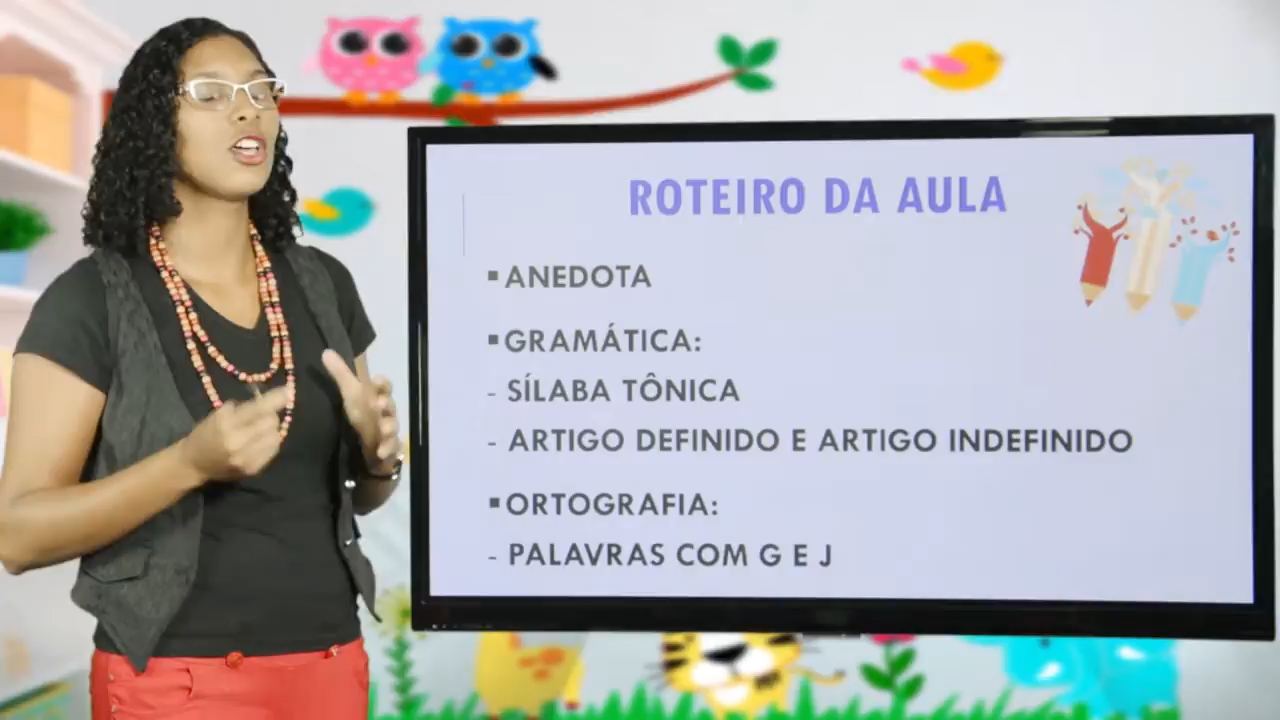 ROTEIRO DA AULA
▪ANEDOTA
▪GRAMÁTICA:
- SÍLABA TÔNICA
- ARTIGO DEFINIDO E ARTIGO INDEFINIDO
▪ORTOGRAFIA:
- PALAVRAS COM G E J